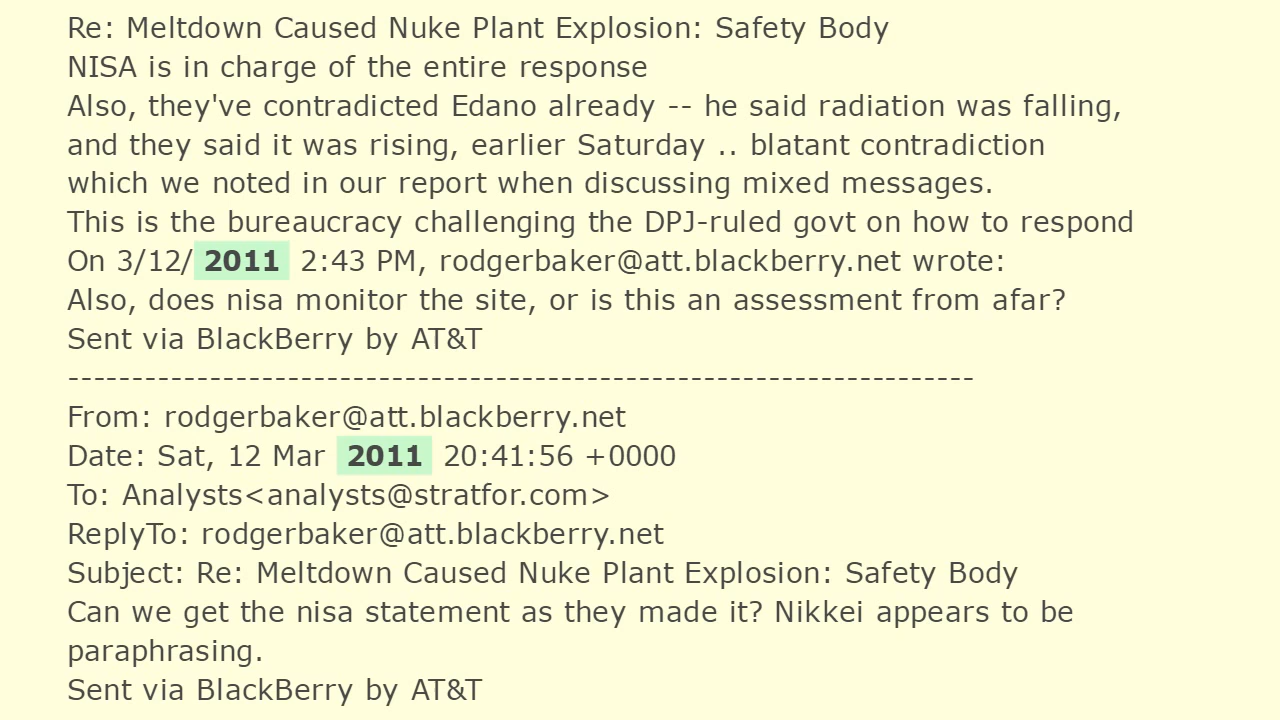 Re: Meltdown Caused Nuke Plant Explosion: Safety Body
NISA is in charge of the entire response
Also, they've contradicted Edano already -- he said radiation was falling,
and they said it was rising, earlier Saturday .. blatant contradiction
which we noted in our report when discussing mixed messages.
This is the bureaucracy challenging the DPJ-ruled govt on how to respond
On 3/12/2011 2:43 PM, rodgerbaker@att.blackberry.net wrote:
Also, does nisa monitor the site, or is this an assessment from afar?
Sent via BlackBerry by AT&T
----------------------------------------------------------------------
From: rodgerbaker@att.blackberry.net
Date: Sat, 12 Mar 2011 20:41:56 +0000
To: Analysts<analysts@stratfor.com>
ReplyTo: rodgerbaker@att.blackberry.net
Subject: Re: Meltdown Caused Nuke Plant Explosion: Safety Body
Can we get the nisa statement as they made it? Nikkei appears to be
paraphrasing.
Sent via BlackBerry by AT&T